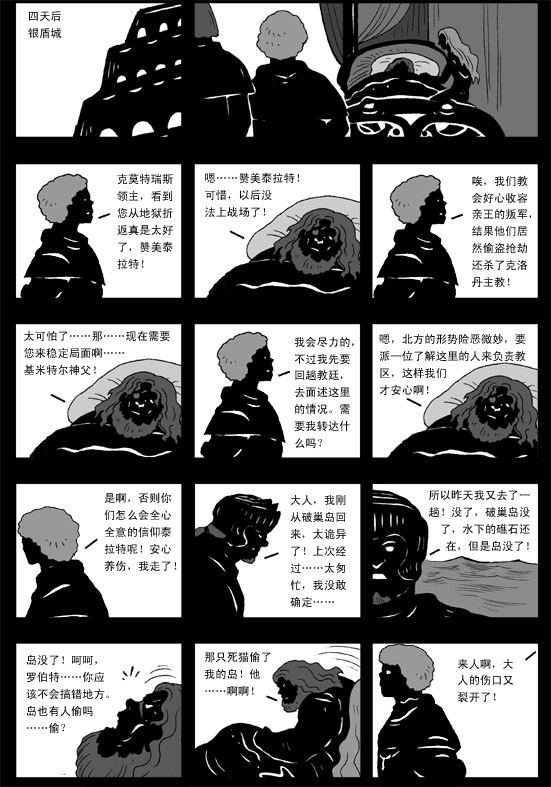 四天后
银盾城
克莫特瑞斯
领主，看到
您从地狱折
返真是太好
了，赞美泰
拉特！
嗯……赞美泰拉特！
可惜，以后没
法上战场了！
唉，我们教
会好心收容
亲王的叛军，
结果他们居
然偷盗抢劫
还杀了克洛
丹主教！
太可怕了……那……现在需要
您来稳定局面啊……
基米特尔神父！
我会尽力的，
不过我先要
回趟教廷，
去面述这里
的情况。需
要我转达什
么吗？
嗯，北方的形势险恶微妙，要
派一位了解这里的人来负责教
区，这样我们
才安心啊！
是啊，否则你
们怎么会全心
全意的信仰泰
拉特呢！安心
养伤，我走了！
大人，我刚
从破巢岛回
来，太诡异
了！上次经
过……太匆
忙，我没敢
确定……
所以昨天我又去了一
趟！没了，破巢岛没
了，水下的礁石还
在，但是岛没了！
岛没了！呵呵，
罗伯特……你应
该不会搞错地方。
岛也有人偷吗
……偷？
那只死猫偷了
我的岛！他
……啊啊！
来人啊，大
人的伤口又
裂开了！